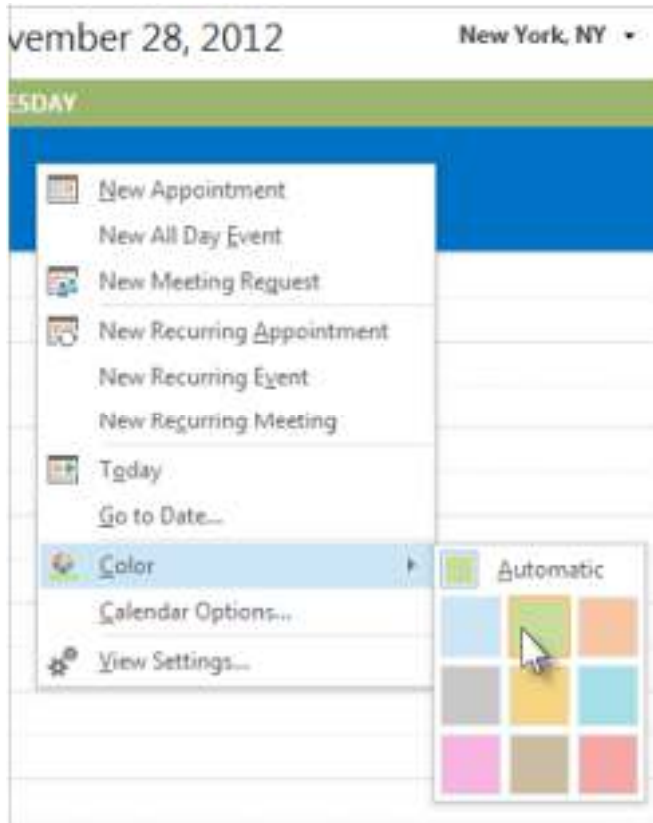 vember 28, 2012
New York, NY
ESDAY
New Appointment
New All Day Event
New Meeting Request
New Recurring Appointment
New Recurring Event
New Recurring Meeting
Today
Go to Date...
Color
Automatic
Calendar Options...
View Settings...